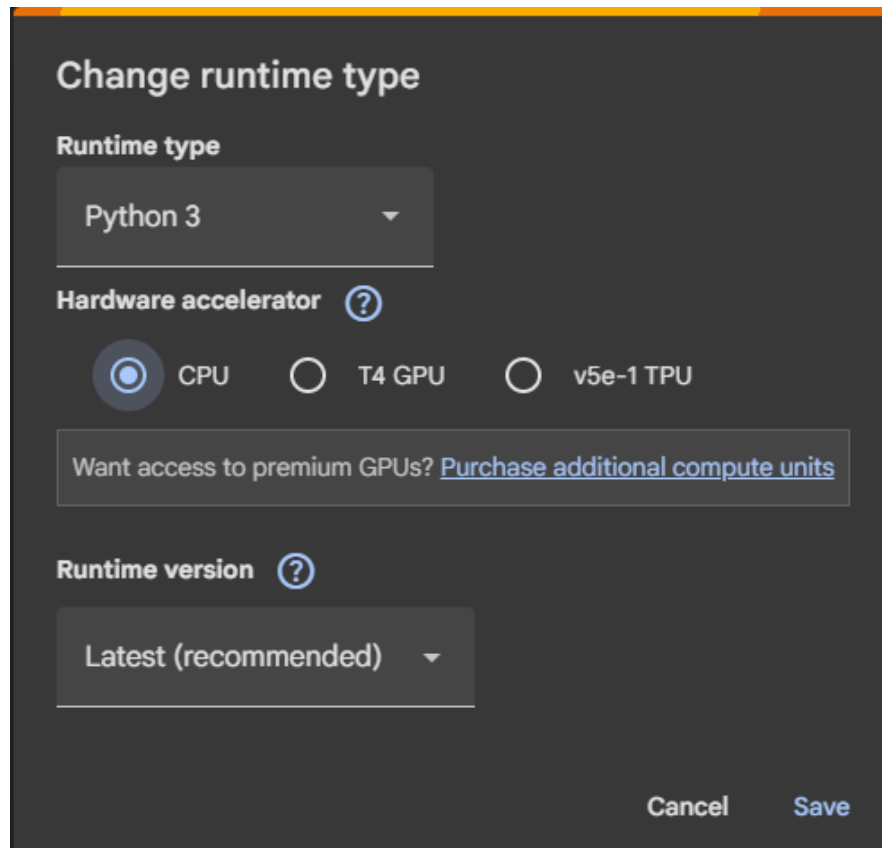 Change runtime type
Runtime type
Python 3
Hardware accelerator ?
CPU T4 GPU v5e-1 TPU
Want access to premium GPUs? Purchase additional compute units
Runtime version ?
Latest (recommended)
Cancel Save